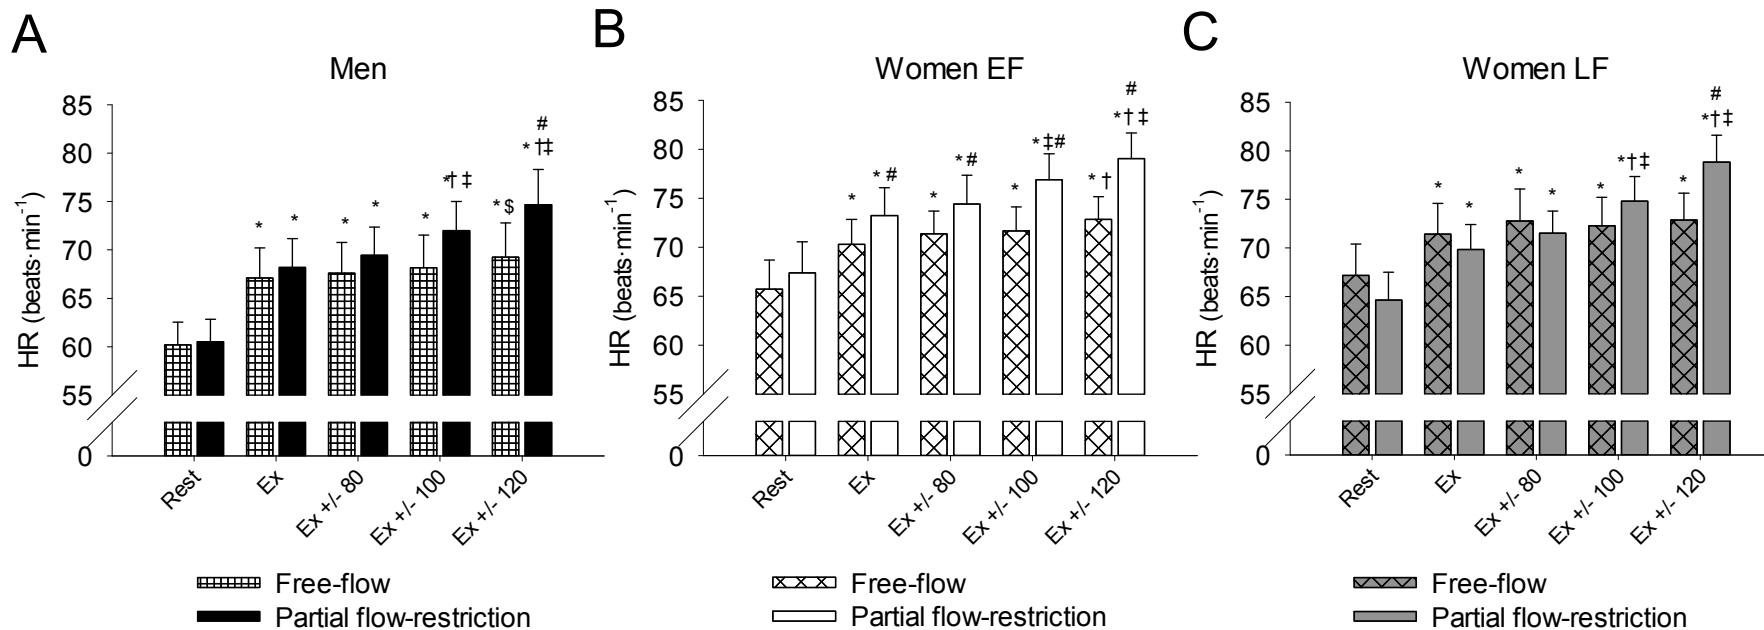 A
Men
HR (beats·min⁻¹)
85
80
75
70
65
60
55
0
* * * * * *† ‡ *$ # * †‡
Rest
Ex
Ex +/- 80
Ex +/- 100
Ex +/- 120
Free-flow
Partial flow-restriction
B
Women EF
HR (beats·min⁻¹)
85
80
75
70
65
60
55
0
* * # * * # * * ‡# * † # *† ‡
Rest
Ex
Ex +/- 80
Ex +/- 100
Ex +/- 120
Free-flow
Partial flow-restriction
C
Women LF
HR (beats·min⁻¹)
85
80
75
70
65
60
55
0
* * * * * *†‡ * # *†‡
Rest
Ex
Ex +/- 80
Ex +/- 100
Ex +/- 120
Free-flow
Partial flow-restriction